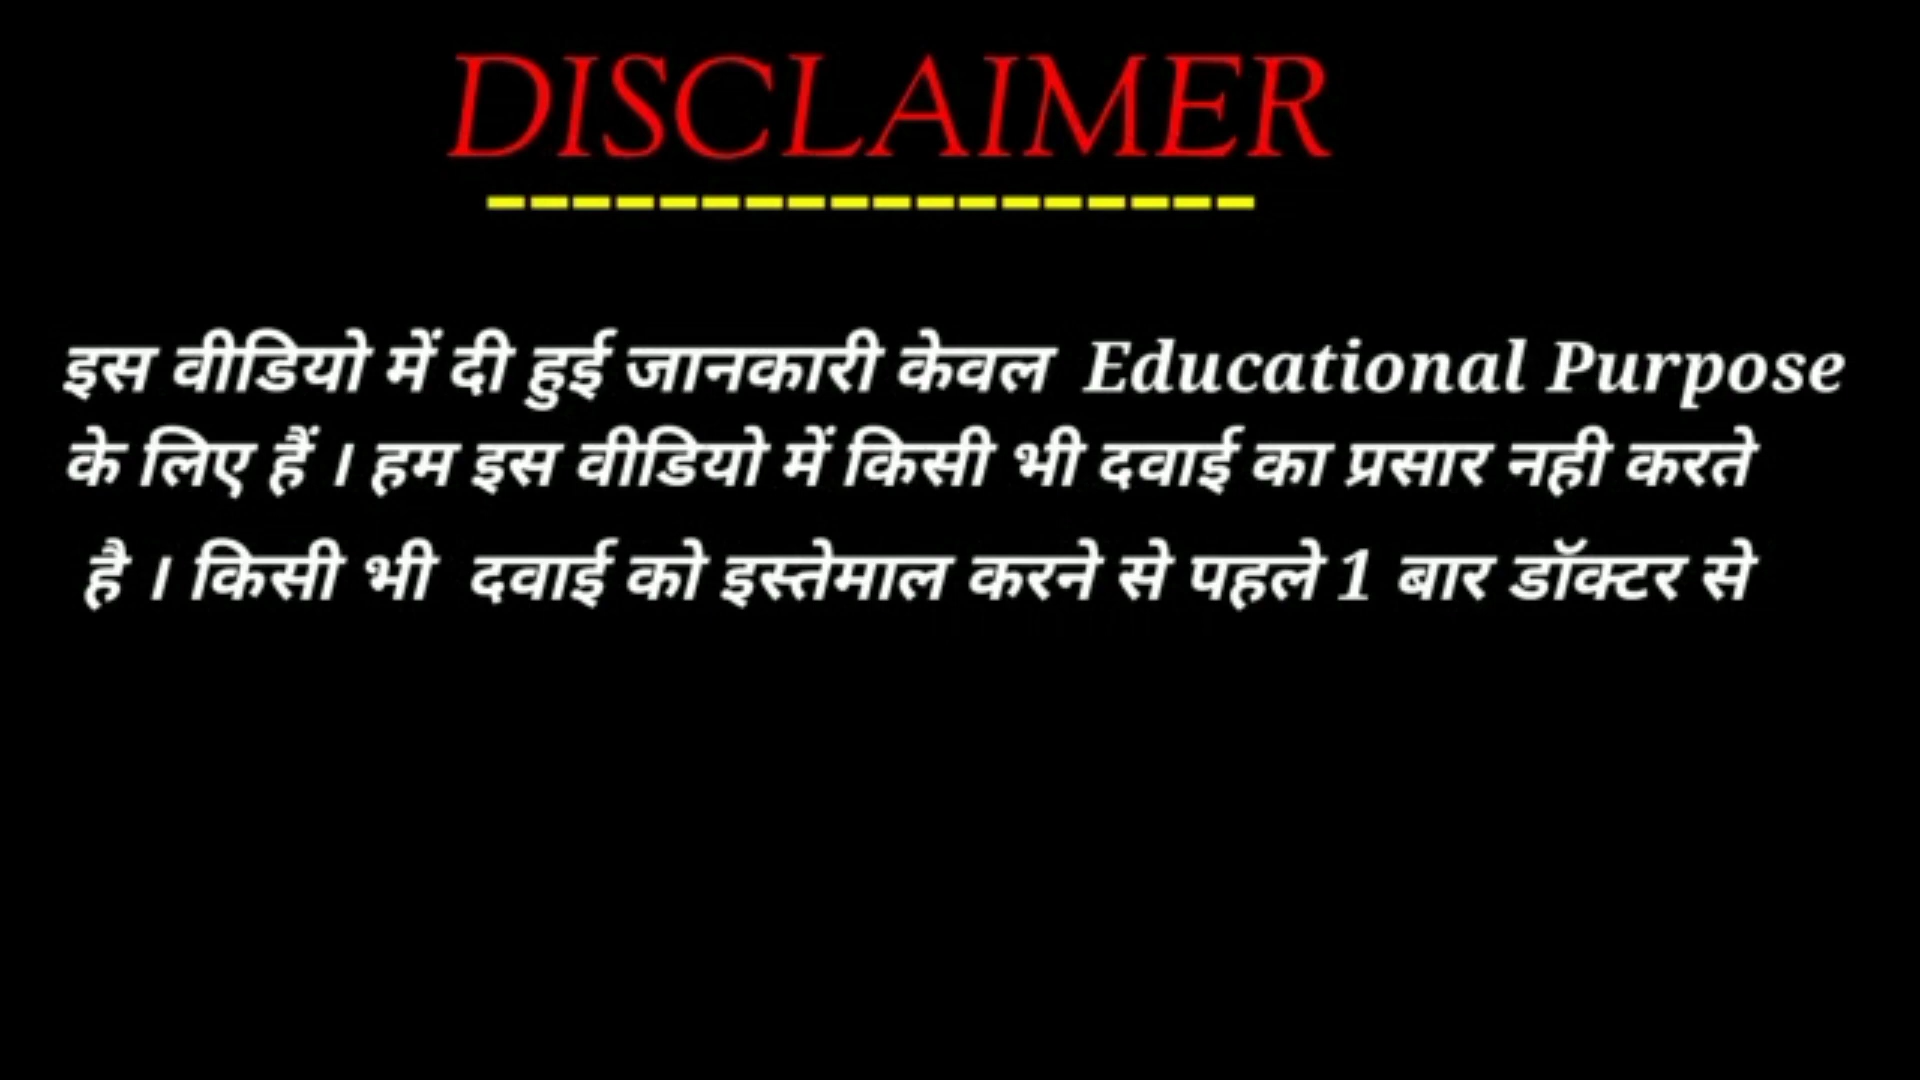 DISCLAIMER
------------------
इस वीडियो में दी हुई जानकारी केवल Educational Purpose
के लिए हैं । हम इस वीडियो में किसी भी दवाई का प्रसार नही करते
है । किसी भी दवाई को इस्तेमाल करने से पहले 1 बार डॉक्टर से